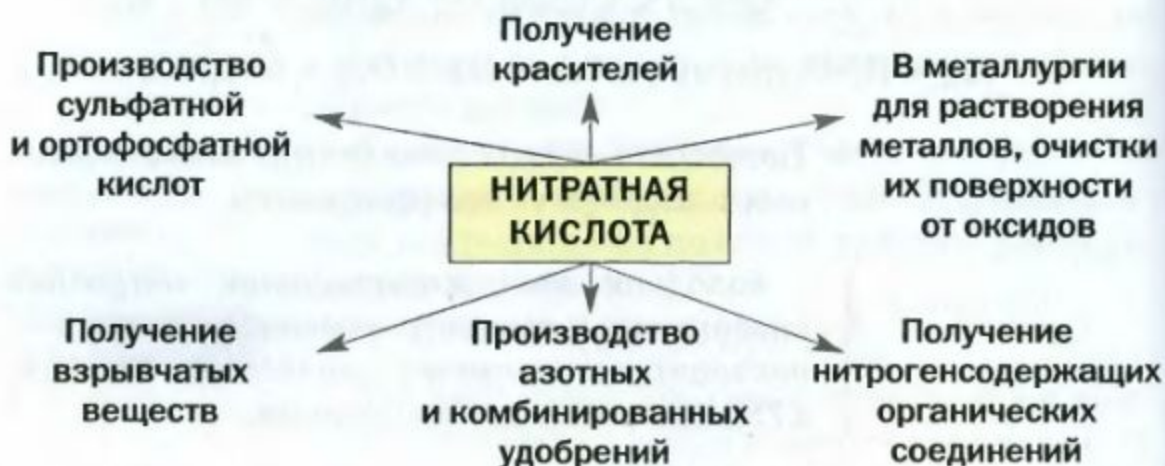 Получение
красителей
Производство
сульфатной
и ортофосфатной
кислот
В металлургии
для растворения
металлов, очистки
их поверхности
от оксидов
НИТРАТНАЯ
КИСЛОТА
Получение
взрывчатых
веществ
Производство
азотных
и комбинированных
удобрений
Получение
нитрогенсодержащих
органических
соединений